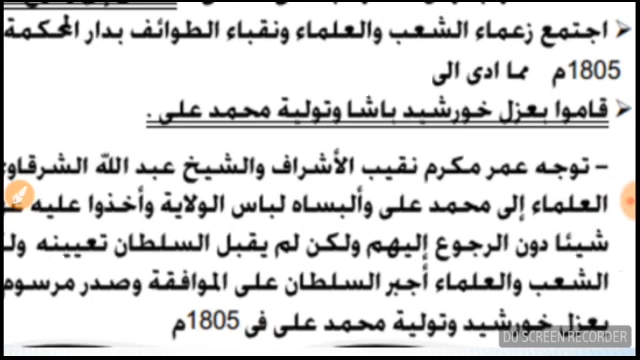 ➢ اجتمع زعماء الشعب والعلماء ونقباء الطوائف بدار المحكمة
1805م مما ادى الى
➢ قاموا بعزل خورشيد باشا وتولية محمد على .
– توجه عمر مكرم نقيب الأشراف والشيخ عبد الله الشرقاوى
العلماء إلى محمد على وألبساه لباس الولاية وأخذوا عليه
شيئا دون الرجوع إليهم ولكن لم يقبل السلطان تعيينه
الشعب والعلماء أجبر السلطان على الموافقة وصدر مرسوم
بعزل خورشيد وتولية محمد على فى 1805م
DU SCREEN RECORDER